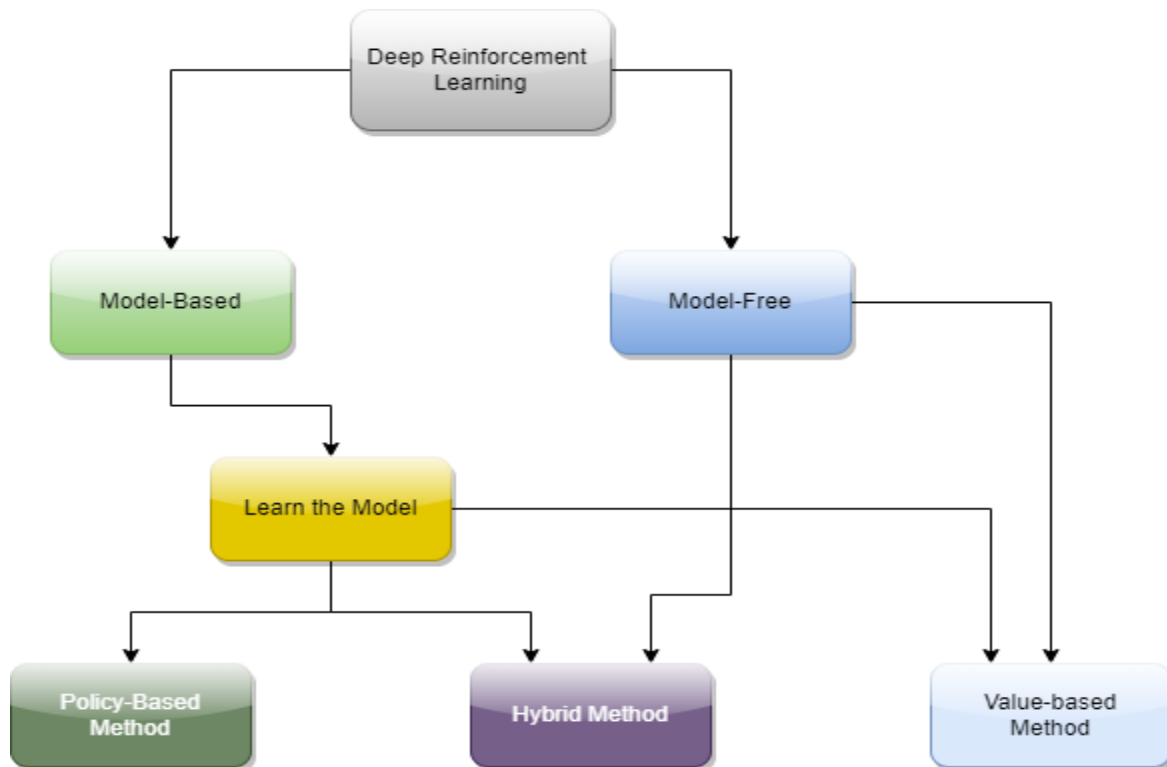 Deep Reinforcement
Learning
Model-Based
Model-Free
Learn the Model
Policy-Based
Method
Hybrid Method
Value-based
Method